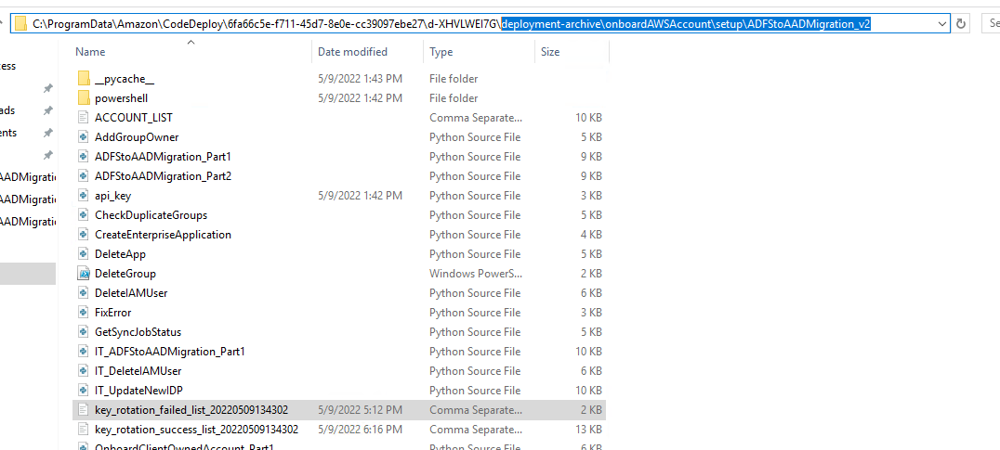 C:\ProgramData\Amazon\CodeDeploy\6fa66c5e-f711-45d7-8e0e-cc39097ebe27\d-XHVLWEI7G\deployment-archive\onboardAWSAccount\setup\ADFStoAADMigration_v2
Se
Name Date modified Type Size
cess
__pycache__ 5/9/2022 1:43 PM File folder
powershell 5/9/2022 1:42 PM File folder
ads
ACCOUNT_LIST Comma Separate... 10 KB
ents
AddGroupOwner Python Source File 5 KB
ADFStoAADMigration_Part1 Python Source File 9 KB
AADMigration
ADFStoAADMigration_Part2 Python Source File 9 KB
AADMigration
api_key 5/9/2022 1:42 PM Python Source File 3 KB
AADMigration
CheckDuplicateGroups Python Source File 5 KB
CreateEnterpriseApplication Python Source File 4 KB
DeleteApp Python Source File 5 KB
DeleteGroup Windows PowerS... 2 KB
DeleteIAMUser Python Source File 6 KB
FixError Python Source File 3 KB
GetSyncJobStatus Python Source File 5 KB
IT_ADFStoAADMigration_Part1 Python Source File 10 KB
IT_DeleteIAMUser Python Source File 6 KB
IT_UpdateNewIDP Python Source File 10 KB
key_rotation_failed_list_20220509134302 5/9/2022 5:12 PM Comma Separate... 2 KB
key_rotation_success_list_20220509134302 5/9/2022 6:16 PM Comma Separate... 13 KB
OnboardClientOwnedAccount_Part1 Python Source File 6 KB